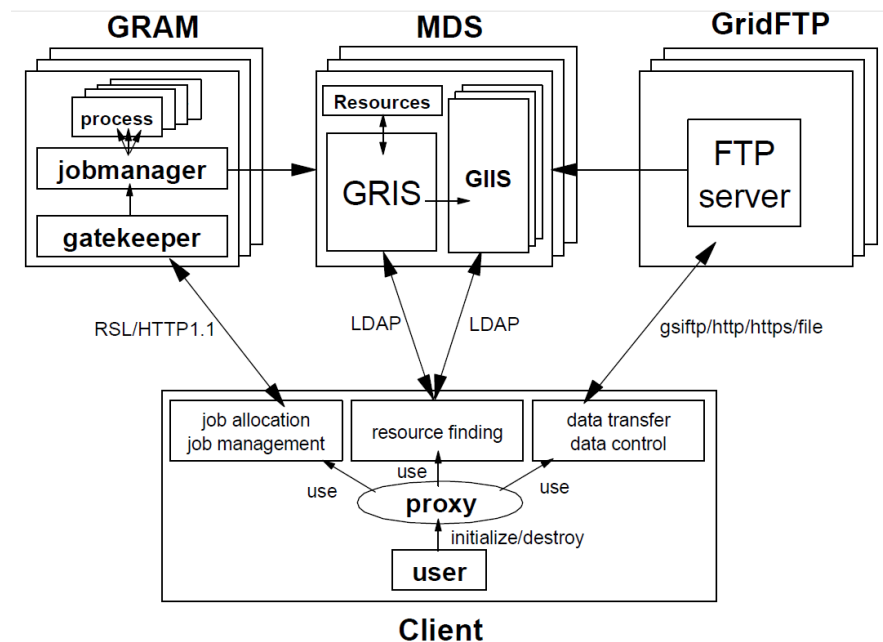 GRAM
MDS
GridFTP
process
jobmanager
gatekeeper
Resources
GRIS
GIIS
FTP
server
RSL/HTTP1.1
LDAP
LDAP
gsiftp/http/https/file
job allocation
job management
resource finding
data transfer
data control
use
use
use
proxy
initialize/destroy
user
Client